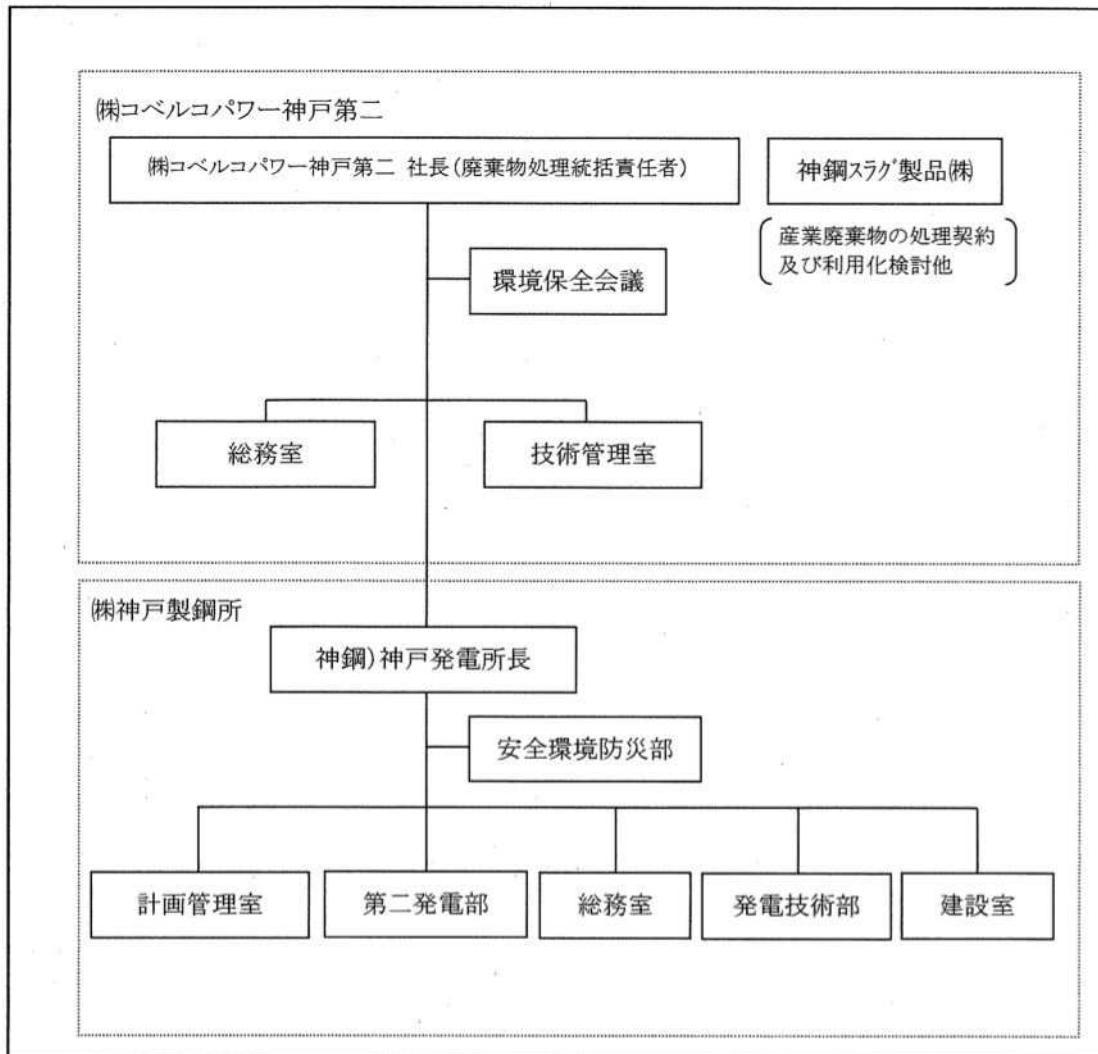 ㈱コベルコパワー神戸第二
㈱コベルコパワー神戸第二 社長(廃棄物処理統括責任者)
神鋼スラグ製品㈱
産業廃棄物の処理契約
及び利用化検討他
環境保全会議
総務室
技術管理室
㈱神戸製鋼所
神鋼)神戸発電所長
安全環境防災部
計画管理室
第二発電部
総務室
発電技術部
建設室